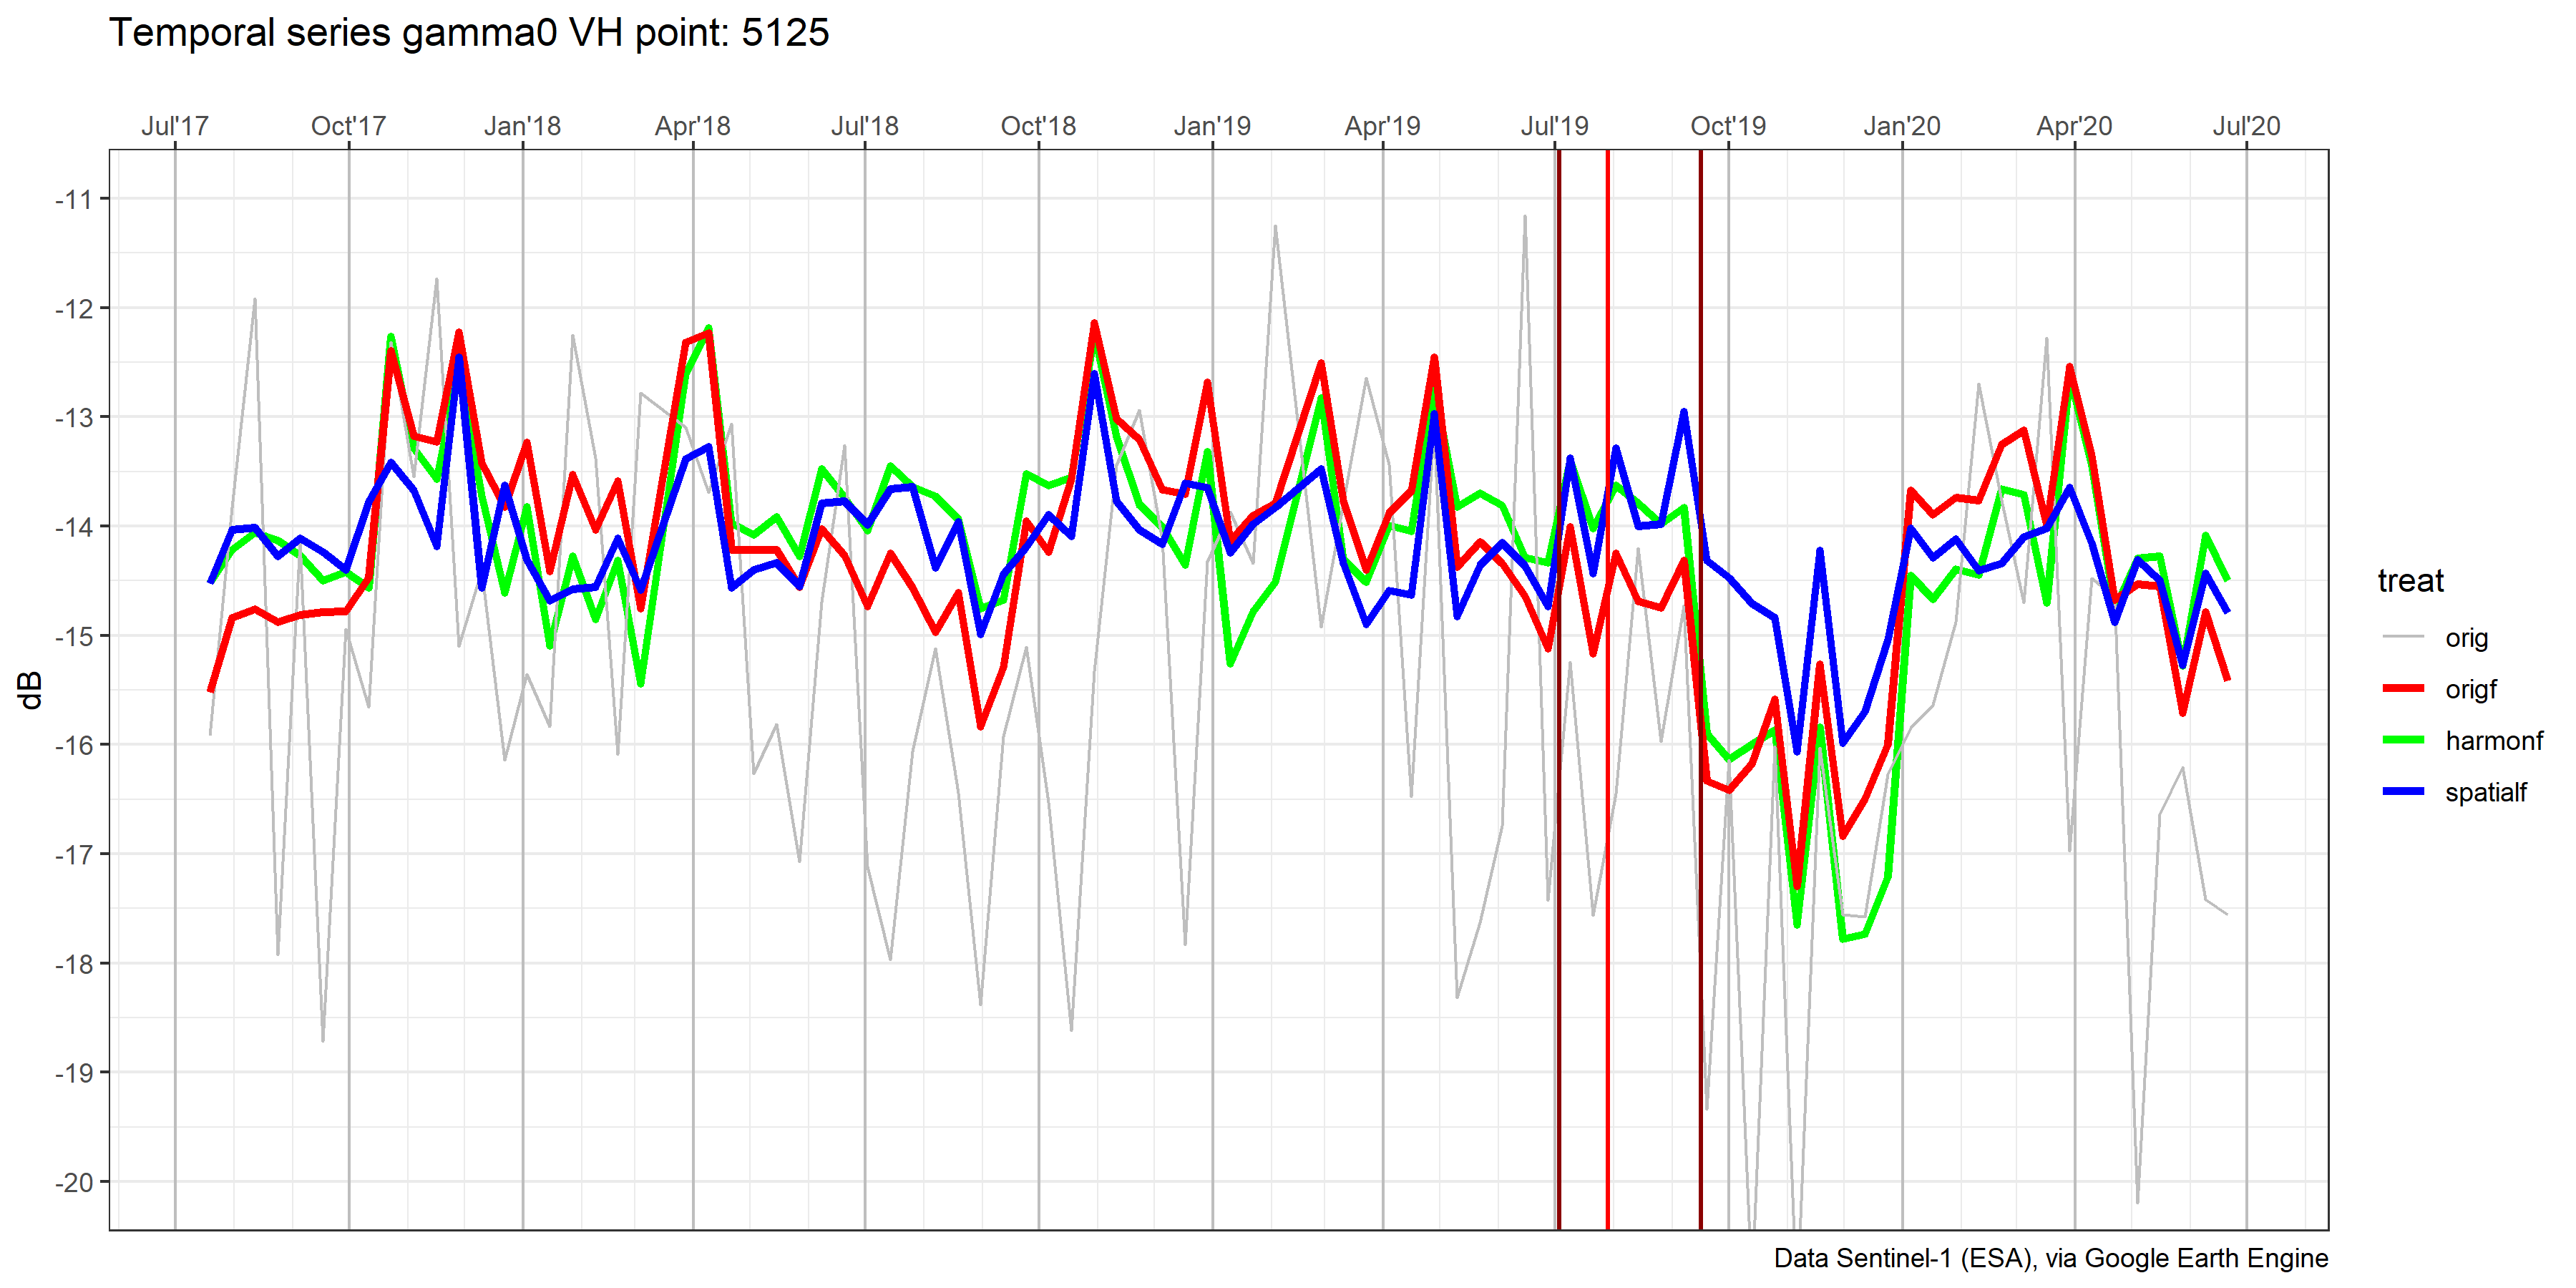 Temporal series gamma0 VH point: 5125
Jul'17 Oct'17 Jan'18 Apr'18 Jul'18 Oct'18 Jan'19 Apr'19 Jul'19 Oct'19 Jan'20 Apr'20 Jul'20
-11
-12
-13
-14
-15
-16
-17
-18
-19
-20
dB
treat
orig
origf
harmonf
spatialf
Data Sentinel-1 (ESA), via Google Earth Engine